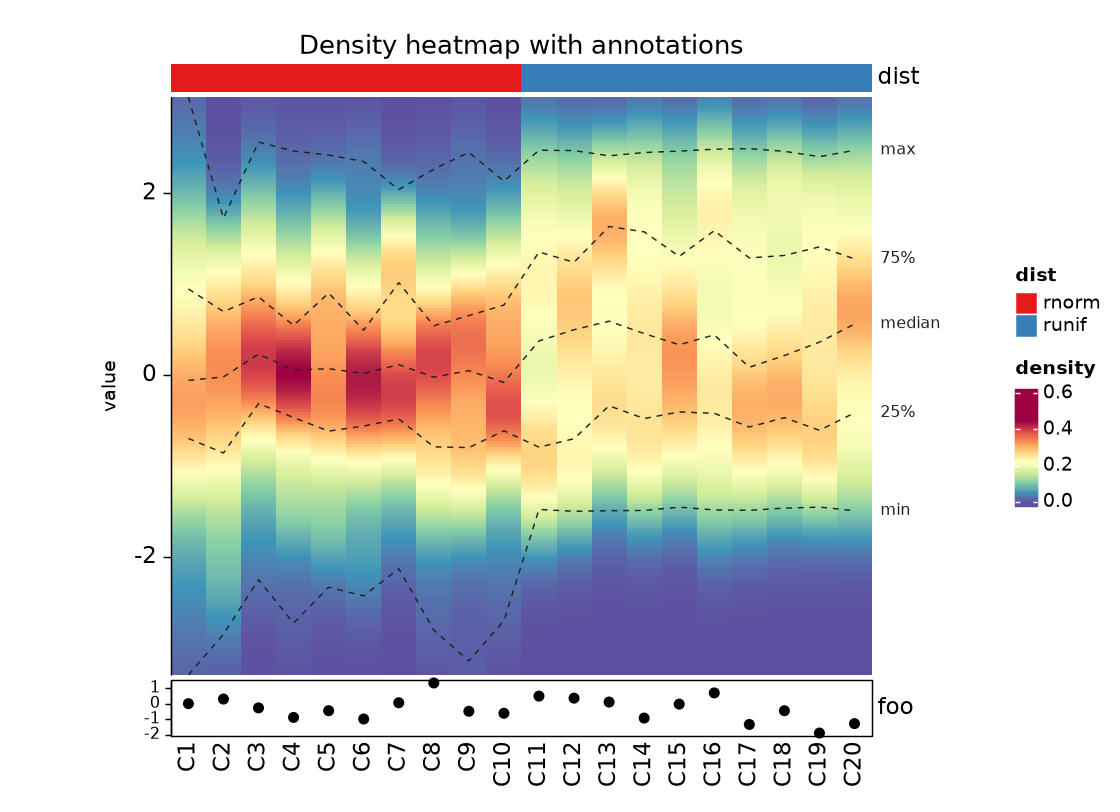 Density heatmap with annotations
dist
max
2
75%
median
0
value
25%
min
-2
dist
rnorm
runif
density
0.6
0.4
0.2
0.0
1
0
-1
-2
foo
C1 C2 C3 C4 C5 C6 C7 C8 C9 C10 C11 C12 C13 C14 C15 C16 C17 C18 C19 C20